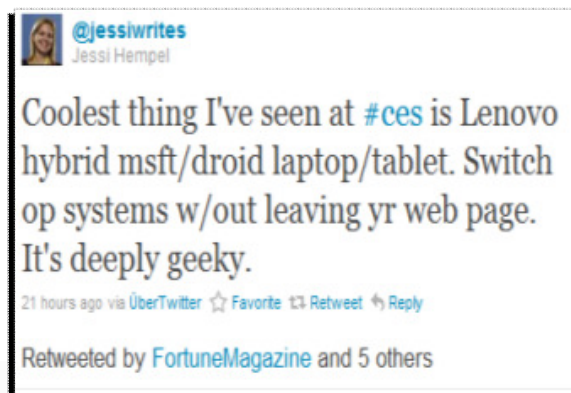 @jessiwrites
Jessi Hempel
Coolest thing I've seen at #ces is Lenovo
hybrid msft/droid laptop/tablet. Switch
op systems w/out leaving yr web page.
It's deeply geeky.
21 hours ago via ÜberTwitter Favorite Retweet Reply
Retweeted by FortuneMagazine and 5 others